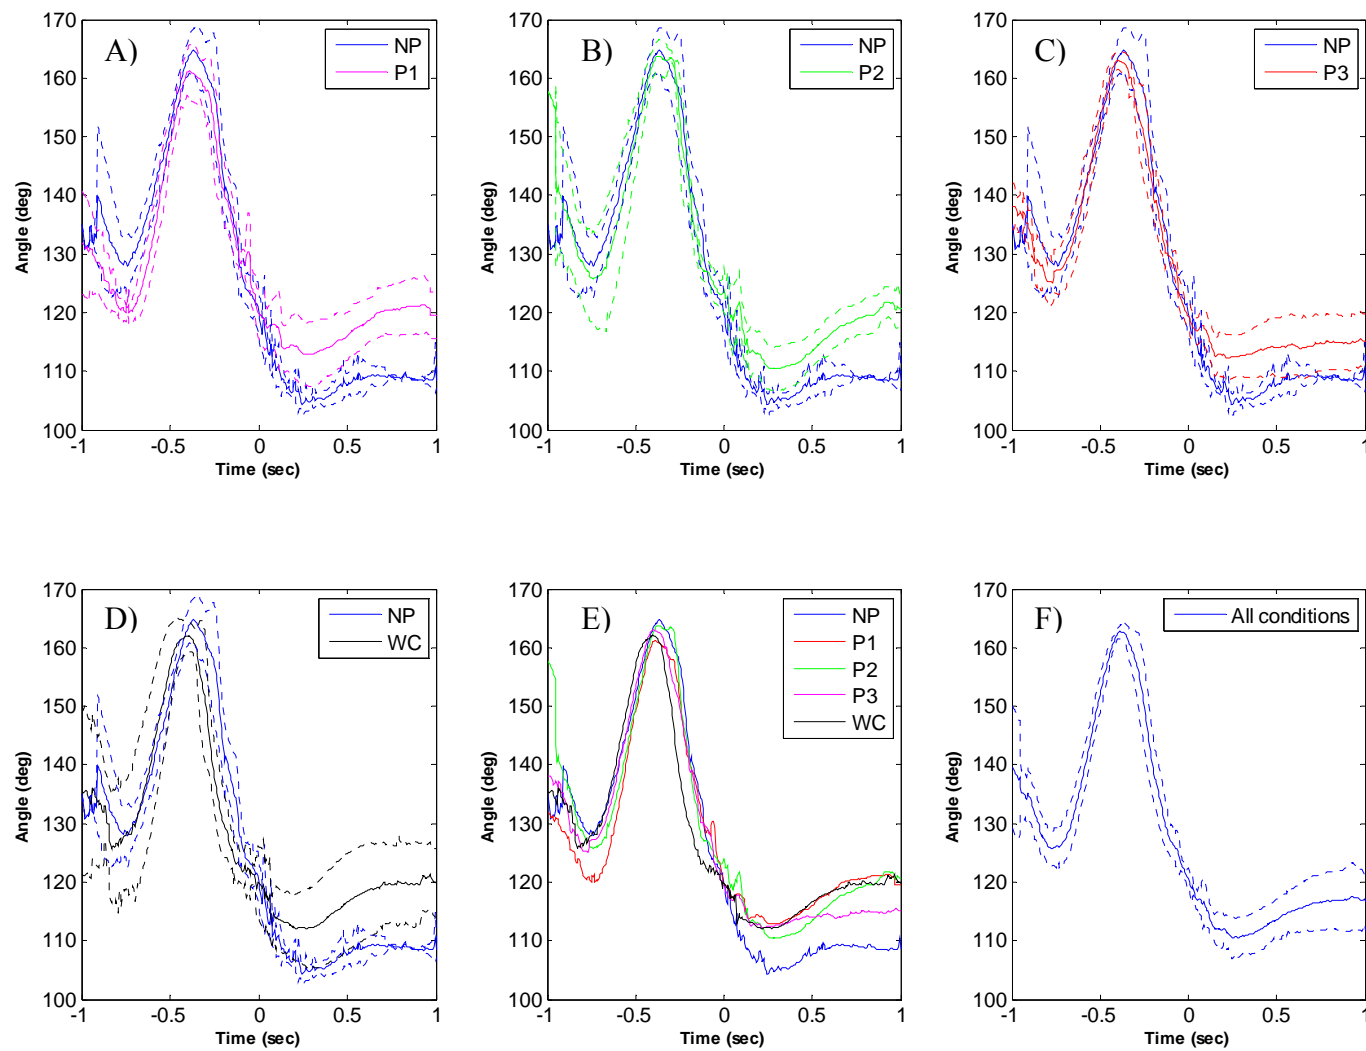 170
160
150
140
130
120
110
100
-1
-0.5
0
0.5
1
Angle (deg)
Time (sec)
A)
NP
P1
170
160
150
140
130
120
110
100
-1
-0.5
0
0.5
1
Angle (deg)
Time (sec)
B)
NP
P2
170
160
150
140
130
120
110
100
-1
-0.5
0
0.5
1
Angle (deg)
Time (sec)
C)
NP
P3
170
160
150
140
130
120
110
100
-1
-0.5
0
0.5
1
Angle (deg)
Time (sec)
D)
NP
WC
170
160
150
140
130
120
110
100
-1
-0.5
0
0.5
1
Angle (deg)
Time (sec)
E)
NP
P1
P2
P3
WC
170
160
150
140
130
120
110
100
-1
-0.5
0
0.5
1
Angle (deg)
Time (sec)
F)
All conditions